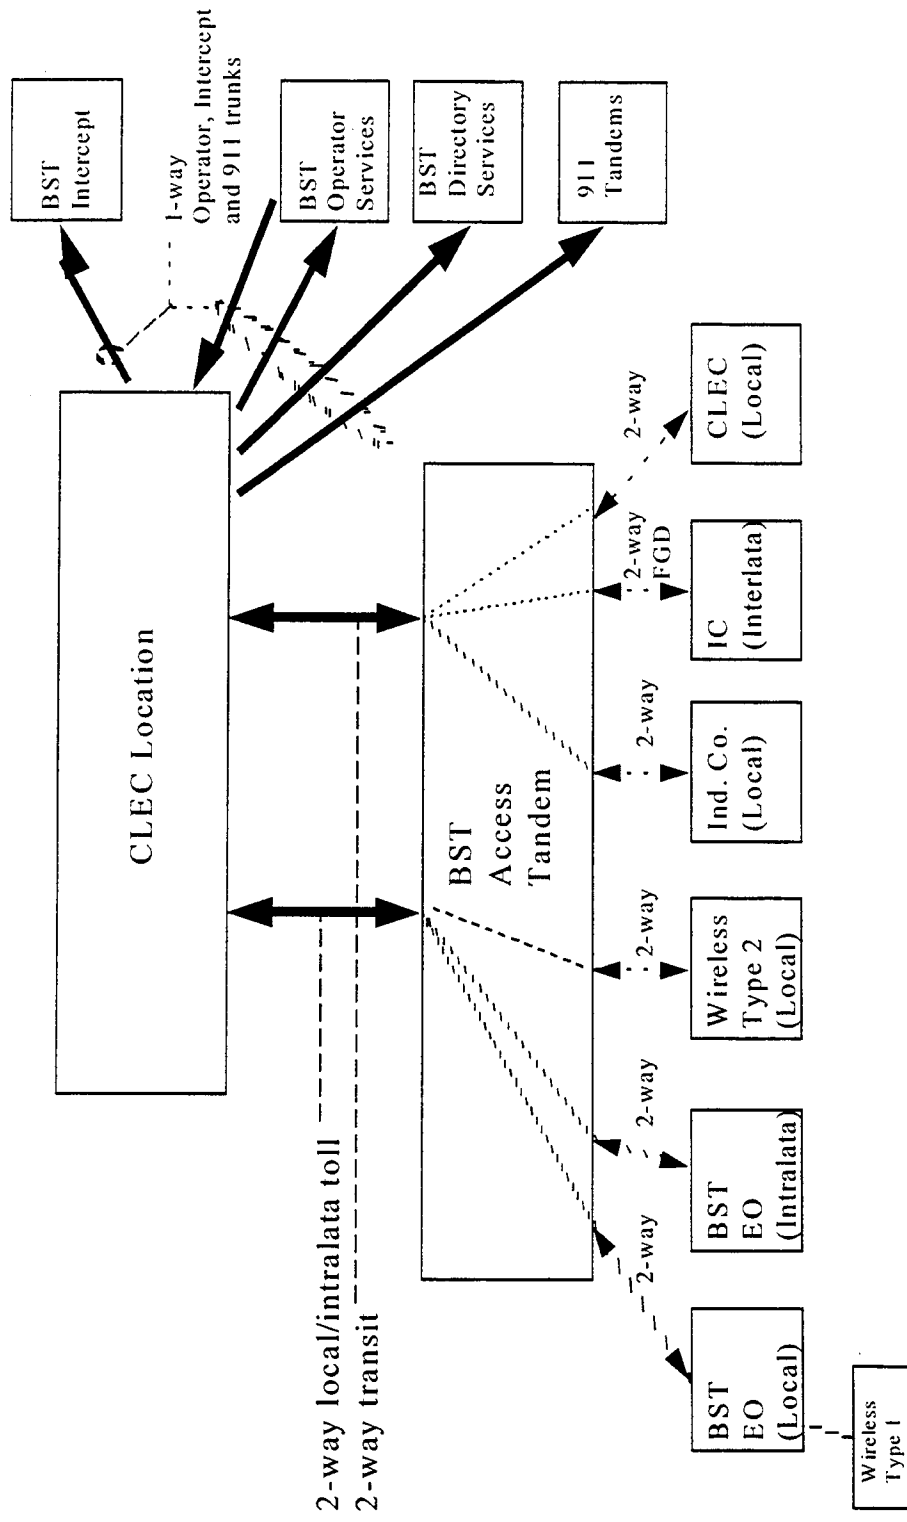 CLEC Location
BST
Intercept
1-way
Operator, Intercept
and 911 trunks
BST
Operator
Services
BST
Directory
Services
911
Tandems
2-way local/intralata toll
2-way transit
BST
Access
Tandem
2-way
2-way
2-way
2-way
2-way
FGD
2-way
BST
EO
(Local)
BST
EO
(Intralata)
Wireless
Type 2
(Local)
Ind. Co.
(Local)
IC
(Interlata)
CLEC
(Local)
Wireless
Type 1